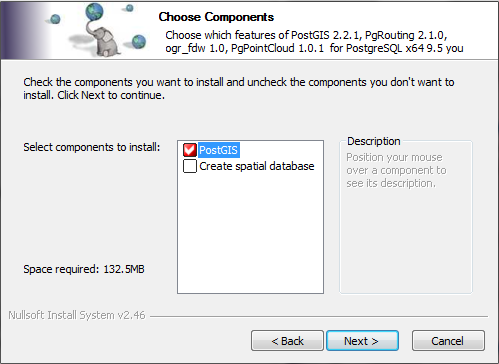 Choose Components
Choose which features of PostGIS 2.2.1, PgRouting 2.1.0,
ogr_fdw 1.0, PgPointCloud 1.0.1 for PostgreSQL x64 9.5 you
Check the components you want to install and uncheck the components you don't want to
install. Click Next to continue.
Select components to install:
PostGIS
Create spatial database
Description
Position your mouse
over a component to
see its description.
Space required: 132.5MB
Nullsoft Install System v2.46
< Back
Next >
Cancel